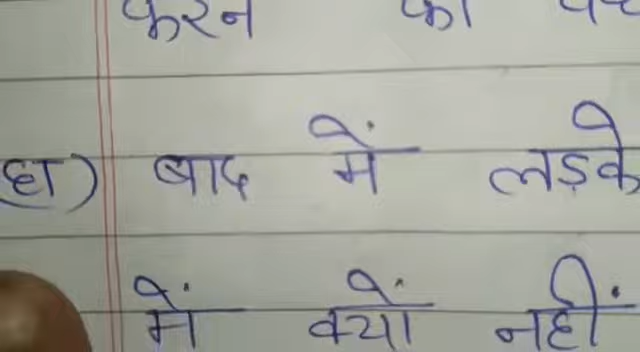 करने का
घ) बाद में लड़के
में क्यों नहीं